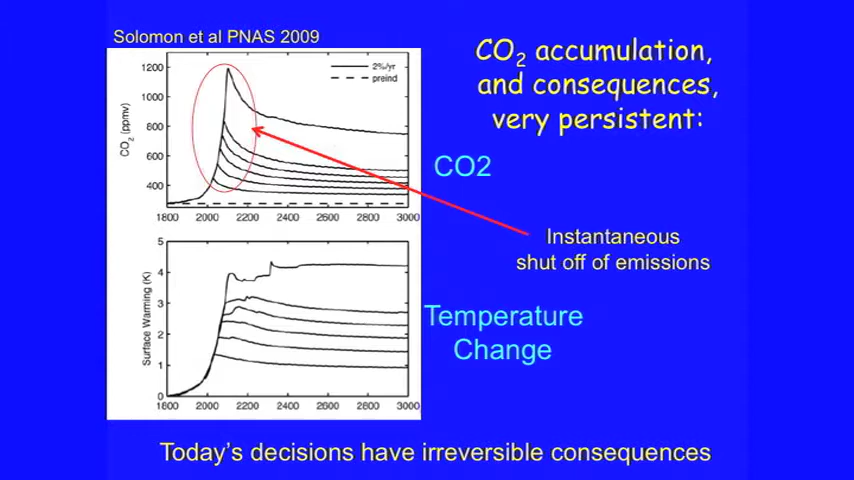 Solomon et al PNAS 2009
CO2 accumulation,
and consequences,
very persistent:
1200
1000
800
600
400
CO2 (ppmv)
2%/yr
preind
1800 2000 2200 2400 2600 2800 3000
CO2
Instantaneous
shut off of emissions
5
4
3
2
1
0
Surface Warming (K)
1800 2000 2200 2400 2600 2800 3000
Temperature
Change
Today's decisions have irreversible consequences